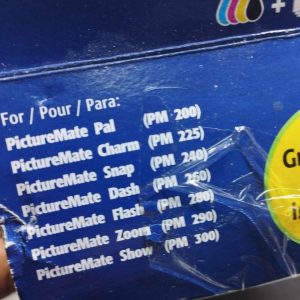 +
For / Pour / Para:
PictureMate Pal (PM 200)
PictureMate Charm (PM 225)
PictureMate Snap (PM 240)
PictureMate Dash (PM 260)
PictureMate Flash (PM 280)
PictureMate Zoom (PM 290)
PictureMate Show (PM 300)